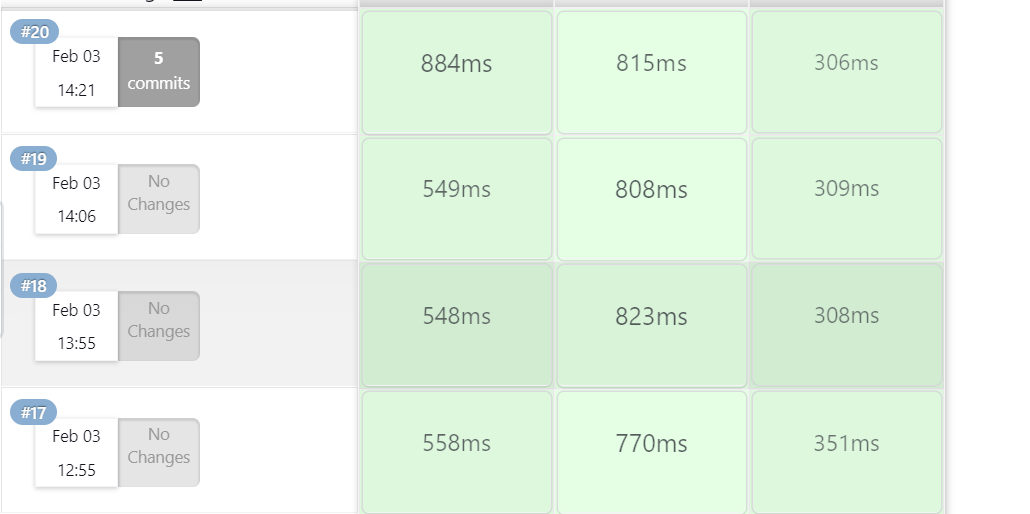 #20
Feb 03
14:21
5
commits
884ms
815ms
306ms
#19
Feb 03
14:06
No
Changes
549ms
808ms
309ms
#18
Feb 03
13:55
No
Changes
548ms
823ms
308ms
#17
Feb 03
12:55
No
Changes
558ms
770ms
351ms